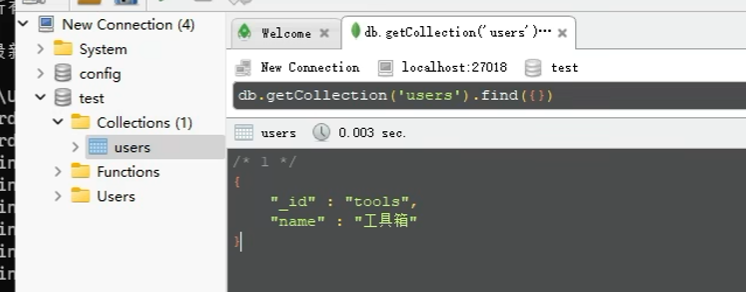 New Connection (4)
System
config
test
Collections (1)
users
Functions
Users
Welcome
db.getCollection('users')…
New Connection localhost:27018 test
db.getCollection('users').find({})
users 0.003 sec.
/* 1 */
{
"_id" : "tools",
"name" : "工具箱"
}